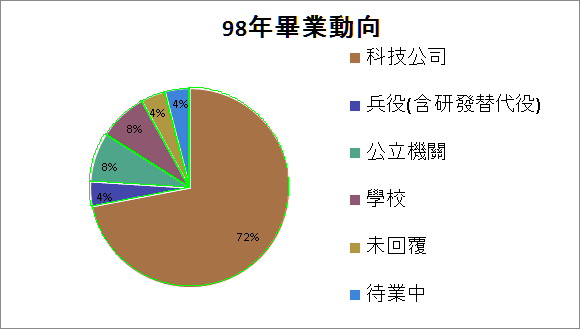 98年畢業動向
科技公司
兵役(含研發替代役)
公立機關
學校
未回覆
待業中
4%
4%
8%
8%
4%
72%